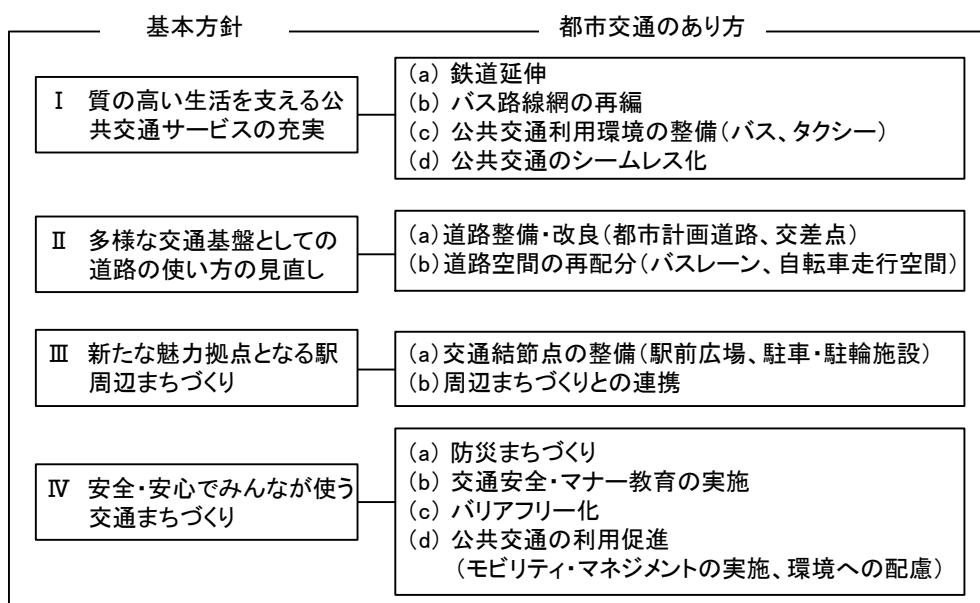 基本方針
都市交通のあり方
Ⅰ 質の高い生活を支える公
共交通サービスの充実
(a) 鉄道延伸
(b) バス路線網の再編
(c) 公共交通利用環境の整備(バス、タクシー)
(d) 公共交通のシームレス化
Ⅱ 多様な交通基盤としての
道路の使い方の見直し
(a)道路整備・改良(都市計画道路、交差点)
(b)道路空間の再配分(バスレーン、自転車走行空間)
Ⅲ 新たな魅力拠点となる駅
周辺まちづくり
(a)交通結節点の整備(駅前広場、駐車・駐輪施設)
(b)周辺まちづくりとの連携
Ⅳ 安全・安心でみんなが使う
交通まちづくり
(a) 防災まちづくり
(b) 交通安全・マナー教育の実施
(c) バリアフリー化
(d) 公共交通の利用促進
(モビリティ・マネジメントの実施、環境への配慮)